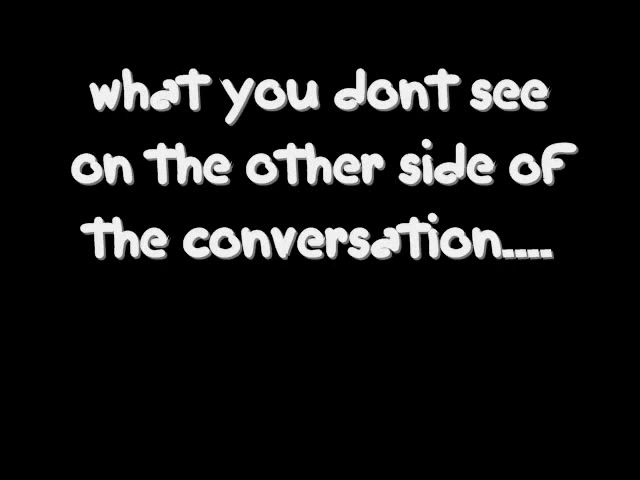 what you dont see
on the other side of
the conversation....